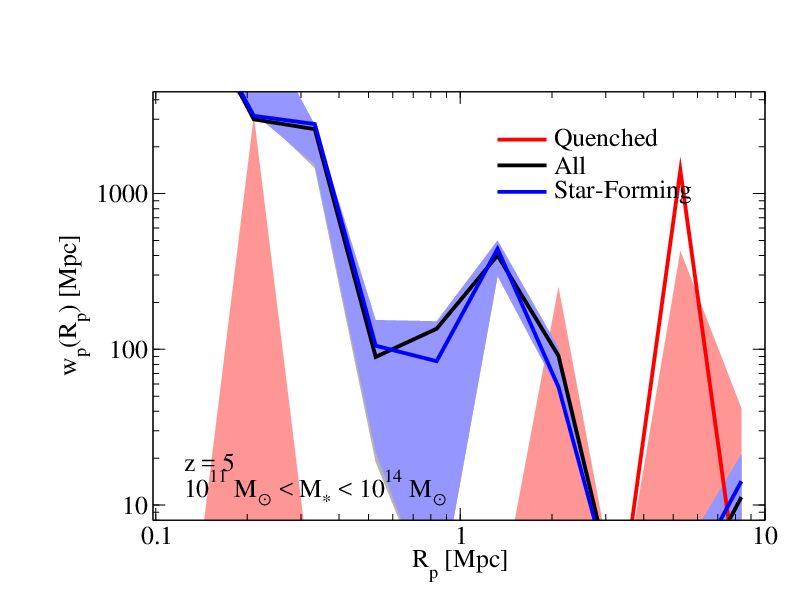 Quenched
All
Star-Forming
1000
100
10
w_p(R_p) [Mpc]
z = 5
10^11 M_⊙ < M_* < 10^14 M_⊙
0.1 1 10
R_p [Mpc]